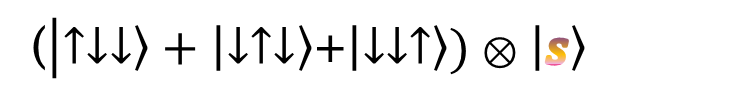 (|↑↓↓⟩ + |↓↑↓⟩+|↓↓↑⟩) ⊗ |s⟩